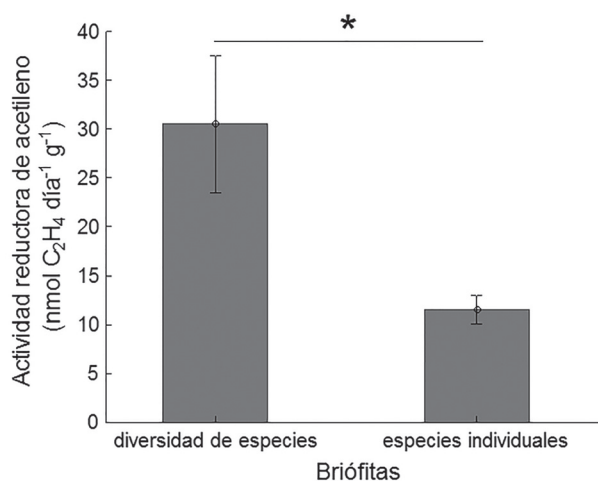 *
40
35
30
25
20
15
10
5
0
Actividad reductora de acetileno
(nmol C₂H₄ día⁻¹ g⁻¹)
diversidad de especies
especies individuales
Briófitas